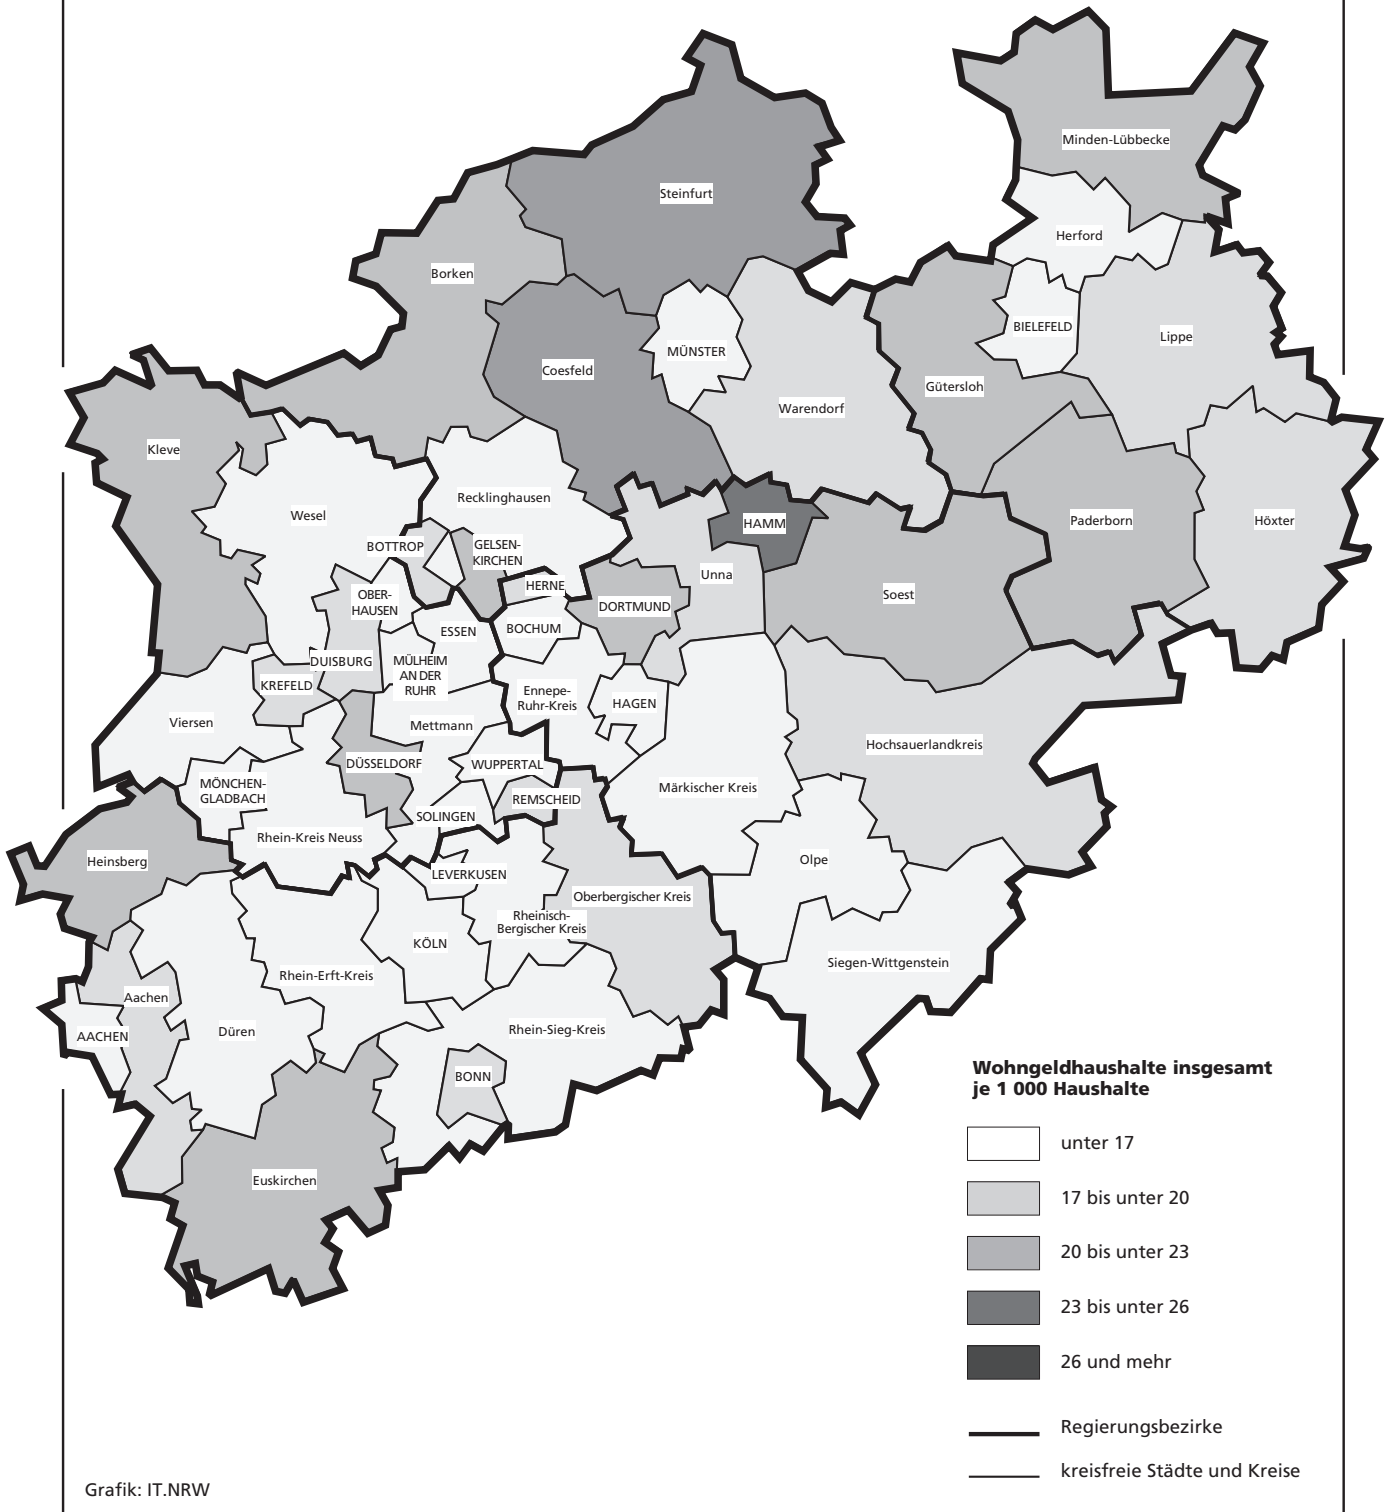 Minden-Lübbecke
Steinfurt
Herford
Borken
BIELEFELD
Lippe
MÜNSTER
Coesfeld
Gütersloh
Warendorf
Kleve
Recklinghausen
Wesel
HAMM
Paderborn
Höxter
BOTTROP
GELSEN-
KIRCHEN
Unna
HERNE
Soest
OBER-
HAUSEN
DORTMUND
ESSEN
BOCHUM
DUISBURG
MÜLHEIM
AN DER
RUHR
KREFELD
Ennepe-
Ruhr-Kreis
HAGEN
Viersen
Mettmann
Hochsauerlandkreis
DÜSSELDORF
WUPPERTAL
MÖNCHEN-
GLADBACH
Märkischer Kreis
REMSCHEID
SOLINGEN
Rhein-Kreis Neuss
Heinsberg
Olpe
LEVERKUSEN
Oberbergischer Kreis
Rheinisch-
Bergischer Kreis
KÖLN
Siegen-Wittgenstein
Rhein-Erft-Kreis
Aachen
Düren
Rhein-Sieg-Kreis
AACHEN
BONN
Euskirchen
Wohngeldhaushalte insgesamt
je 1 000 Haushalte
unter 17
17 bis unter 20
20 bis unter 23
23 bis unter 26
26 und mehr
Regierungsbezirke
kreisfreie Städte und Kreise
Grafik: IT.NRW